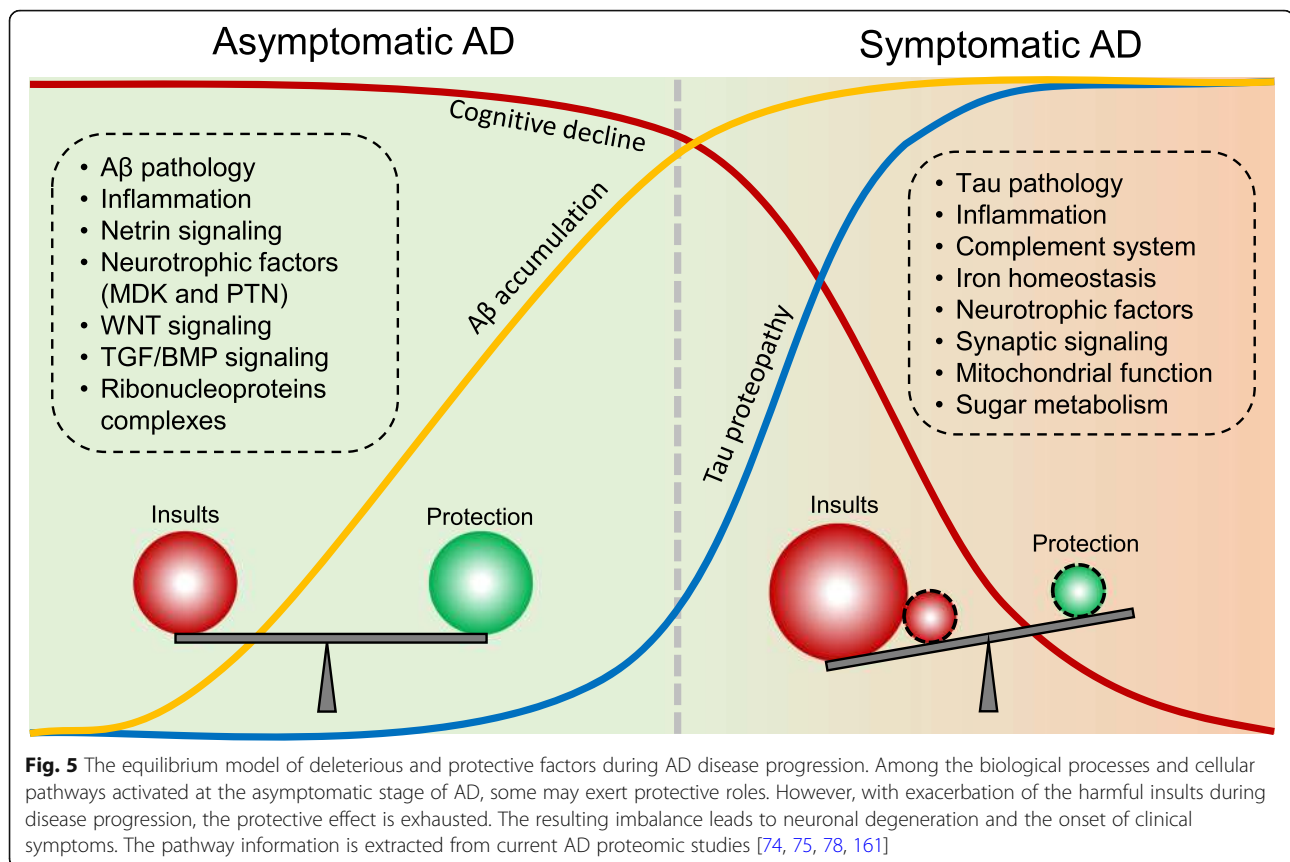 Asymptomatic AD
Symptomatic AD
Cognitive decline
• Aβ pathology
• Inflammation
• Netrin signaling
• Neurotrophic factors
(MDK and PTN)
• WNT signaling
• TGF/BMP signaling
• Ribonucleoproteins
complexes
Aβ accumulation
Tau proteopathy
• Tau pathology
• Inflammation
• Complement system
• Iron homeostasis
• Neurotrophic factors
• Synaptic signaling
• Mitochondrial function
• Sugar metabolism
Insults
Protection
Insults
Protection
Fig. 5 The equilibrium model of deleterious and protective factors during AD disease progression. Among the biological processes and cellular
pathways activated at the asymptomatic stage of AD, some may exert protective roles. However, with exacerbation of the harmful insults during
disease progression, the protective effect is exhausted. The resulting imbalance leads to neuronal degeneration and the onset of clinical
symptoms. The pathway information is extracted from current AD proteomic studies [74, 75, 78, 161]